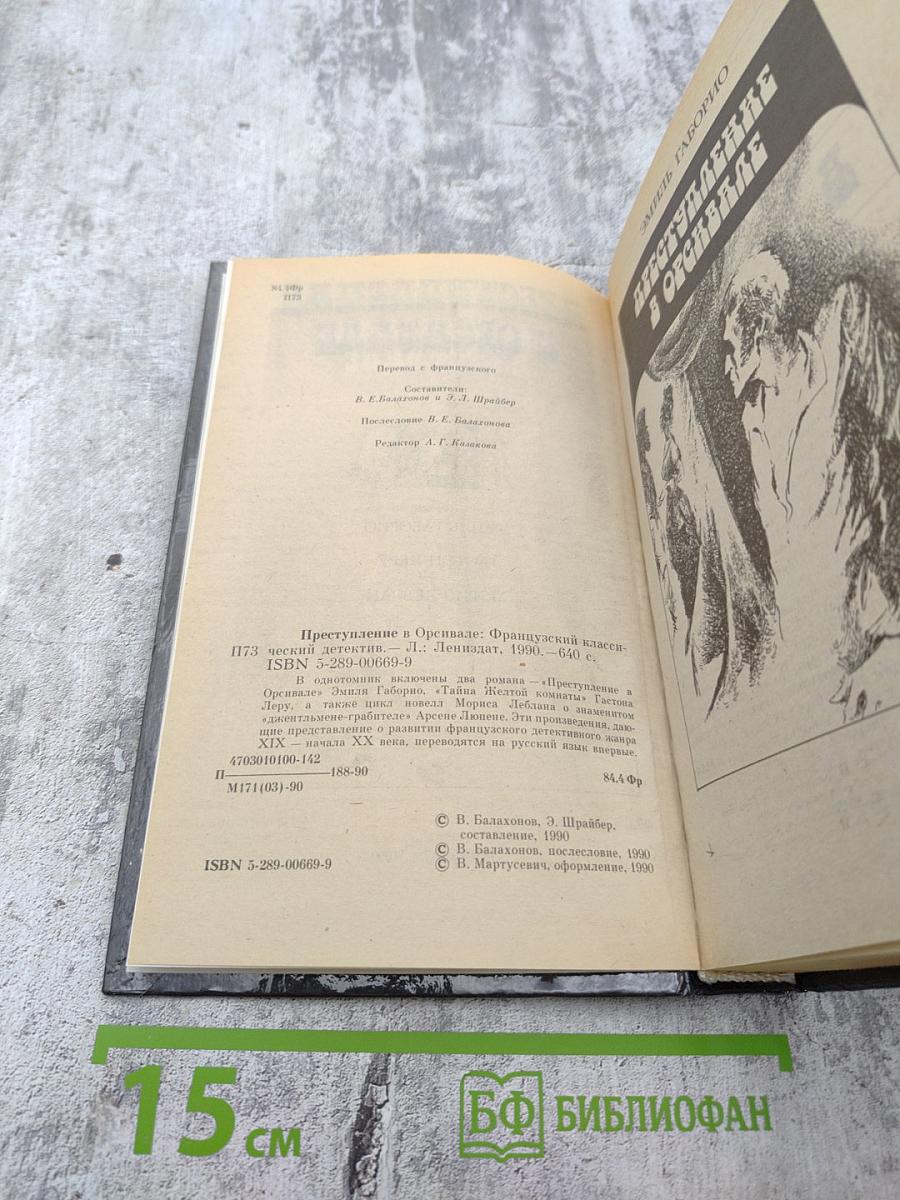 84.4Фр
П73
Перевод с французского
Составители:
В. Е.Балахонов и Э. Л. Шрайбер
Послесловие В. Е. Балахонова
Редактор А. Г. Казакова
Преступление в Орсивале: Французский класси-
П73 ческий детектив.— Л.: Лениздат, 1990.—640 с.
ISBN 5-289-00669-9
В однотомник включены два романа —«Преступление в
Орсивале» Эмиля Габорио, «Тайна Желтой комнаты» Гастона
Леру, а также цикл новелл Мориса Леблана о знаменитом
«джентльмене-грабителе» Арсене Люпене. Эти произведения, даю-
щие представление о развитии французского детективного жанра
XIX — начала XX века, переводятся на русский язык впервые.
4703010100-142
П———188-90
М171(03)-90
84.4 Фр
© В. Балахонов, Э. Шрайбер,
составление, 1990
© В. Балахонов, послесловие, 1990
© В. Мартусевич, оформление, 1990
ISBN 5-289-00669-9
ЭМИЛЬ ГАБОРИО
ПРЕСТУПЛЕНИЕ
В ОРСИВАЛЕ
15 см
БФ БИБЛИОФАН